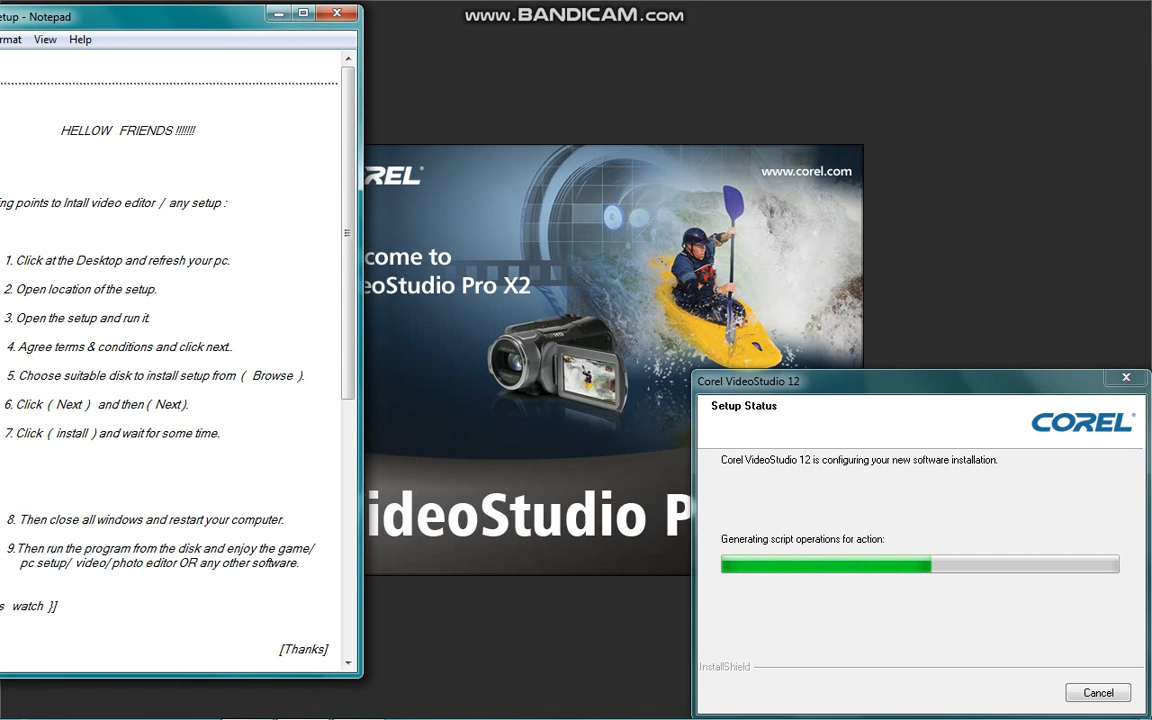 www.BANDICAM.com
etup - Notepad
rmat View Help
HELLOW FRIENDS !!!!!!!
ing points to Intall video editor / any setup :
1. Click at the Desktop and refresh your pc.
2. Open location of the setup.
3. Open the setup and run it.
4. Agree terms & conditions and click next..
5. Choose suitable disk to install setup from ( Browse ).
6. Click ( Next ) and then ( Next ).
7. Click ( install ) and wait for some time.
8. Then close all windows and restart your computer.
9.Then run the program from the disk and enjoy the game/
pc setup/ video/ photo editor OR any other software.
s watch }]
[Thanks]
REL
www.corel.com
come to
eoStudio Pro X2
ideoStudio P
Corel VideoStudio 12
Setup Status
COREL
Corel VideoStudio 12 is configuring your new software installation.
Generating script operations for action:
InstallShield
Cancel